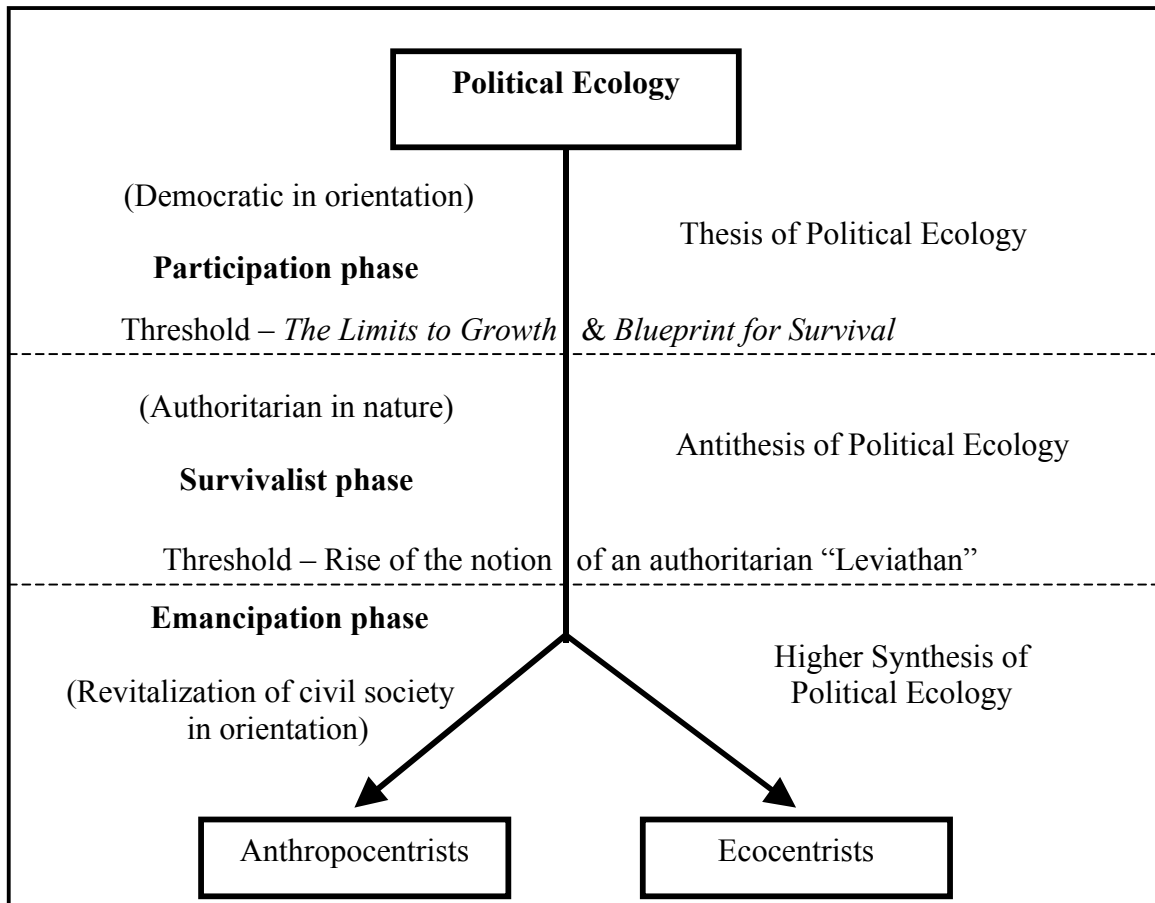 Political Ecology
(Democratic in orientation)
Thesis of Political Ecology
Participation phase
Threshold – The Limits to Growth & Blueprint for Survival
(Authoritarian in nature)
Antithesis of Political Ecology
Survivalist phase
Threshold – Rise of the notion of an authoritarian “Leviathan”
Emancipation phase
(Revitalization of civil society
in orientation)
Higher Synthesis of
Political Ecology
Anthropocentrists
Ecocentrists